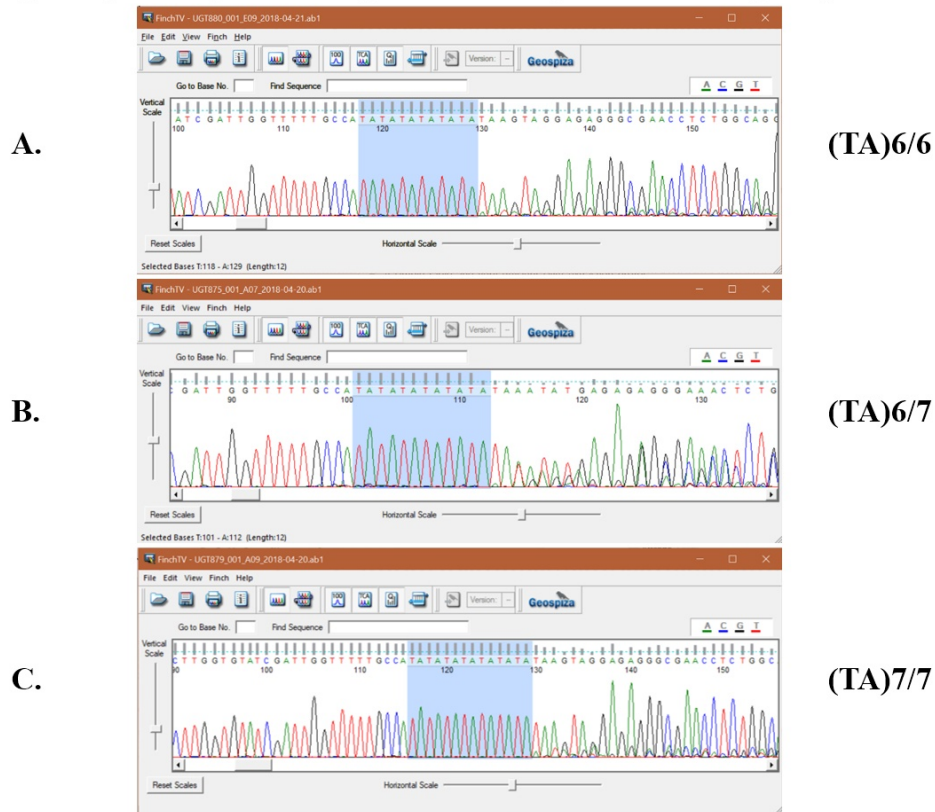 FinchTV - UGT880_001_E09_2018-04-21.ab1
File Edit View Finch Help
Version: -
Geospiza
Go to Base No. Find Sequence A C G T
Vertical Scale
A T C G A T T G G T T T T T G C C A T A T A T A T A T A T A T A A G T A G G A G A G G G C G A A C C T C T G G C A G G
100 110 120 130 140 150
Reset Scales Horizontal Scale
Selected Bases T:118 - A:129 (Length:12)
A.
(TA)6/6
FinchTV - UGT875_001_A07_2018-04-20.ab1
File Edit View Finch Help
Version: -
Geospiza
Go to Base No. Find Sequence A C G T
Vertical Scale
C G A T T G G T T T T T G C C A T A T A T A T A T A T A T A A A T A T G A G A G A G G G A A A C T C T G
90 100 110 120 130
Reset Scales Horizontal Scale
Selected Bases T:101 - A:112 (Length:12)
B.
(TA)6/7
FinchTV - UGT879_001_A09_2018-04-20.ab1
File Edit View Finch Help
Version: -
Geospiza
Go to Base No. Find Sequence A C G T
Vertical Scale
C T T G G T G T A T C G A T T G G T T T T T G C C A T A T A T A T A T A T A T A T A A G T A G G A G A G G G C G A A C C T C T G G C
100 110 120 130 140 150
Reset Scales Horizontal Scale
C.
(TA)7/7